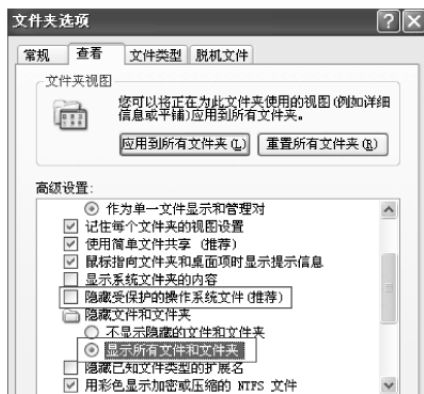 文件夹选项
常规 查看 文件类型 脱机文件
文件夹视图
您可以将正在为此文件夹使用的视图(例如详细
信息或平铺)应用到所有文件夹。
应用到所有文件夹(L) 重置所有文件夹(R)
高级设置:
作为单一文件显示和管理对
记住每个文件夹的视图设置
使用简单文件共享 (推荐)
鼠标指向文件夹和桌面项时显示提示信息
显示系统文件夹的内容
隐藏受保护的操作系统文件(推荐)
隐藏文件和文件夹
不显示隐藏的文件和文件夹
显示所有文件和文件夹
隐藏已知文件类型的扩展名
用彩色显示加密或压缩的 NTFS 文件